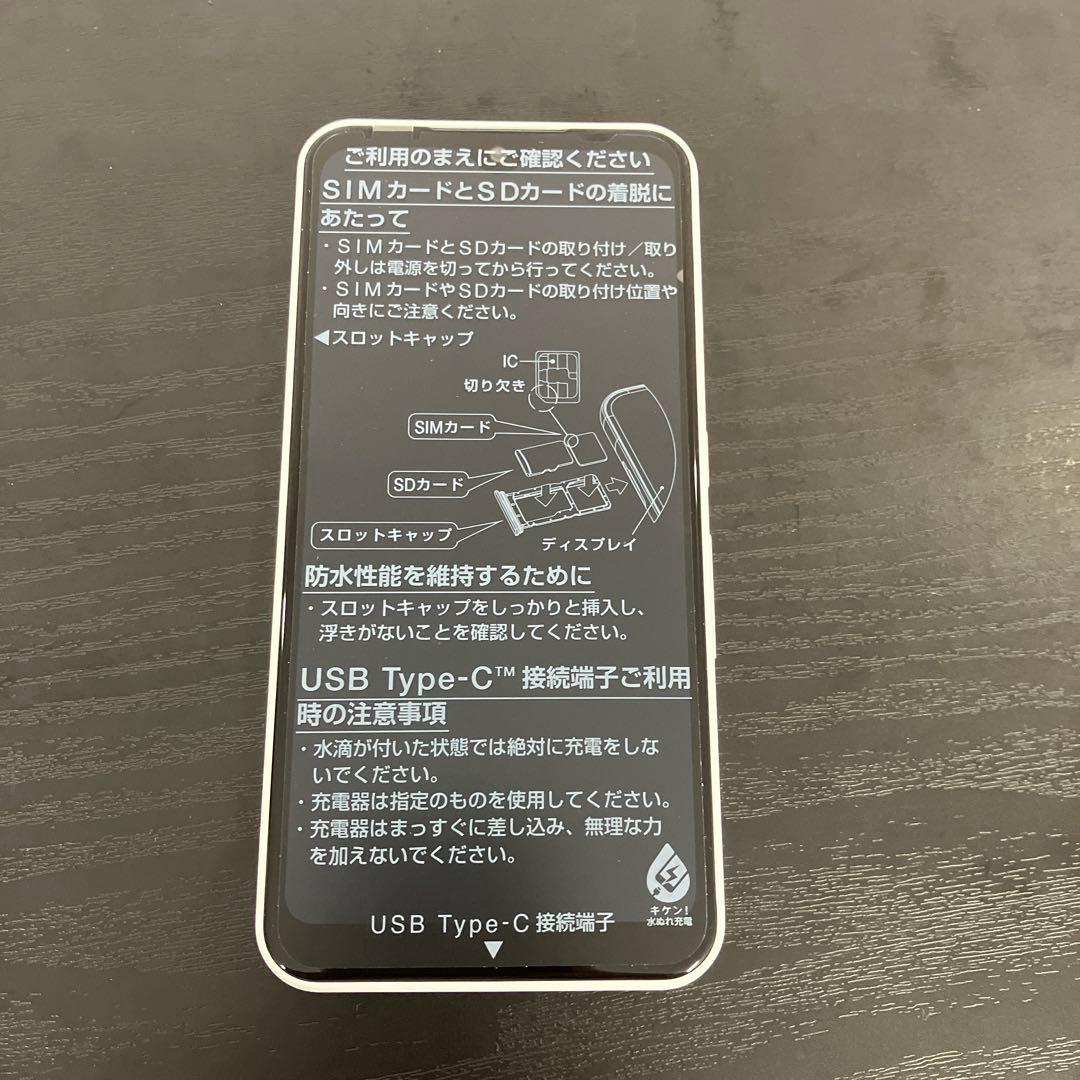 ご利用のまえにご確認ください
SIMカードとSDカードの着脱に
あたって
・SIMカードとSDカードの取り付け／取り
外しは電源を切ってから行ってください。
・SIMカードやSDカードの取り付け位置や
向きにご注意ください。
◀スロットキャップ
IC
切り欠き
SIMカード
SDカード
スロットキャップ
ディスプレイ
防水性能を維持するために
・スロットキャップをしっかりと挿入し、
浮きがないことを確認してください。
USB Type-C™ 接続端子ご利用
時の注意事項
・水滴が付いた状態では絶対に充電をしな
いでください。
・充電器は指定のものを使用してください。
・充電器はまっすぐに差し込み、無理な力
を加えないでください。
キケン！
水ぬれ充電
USB Type-C 接続端子
▼